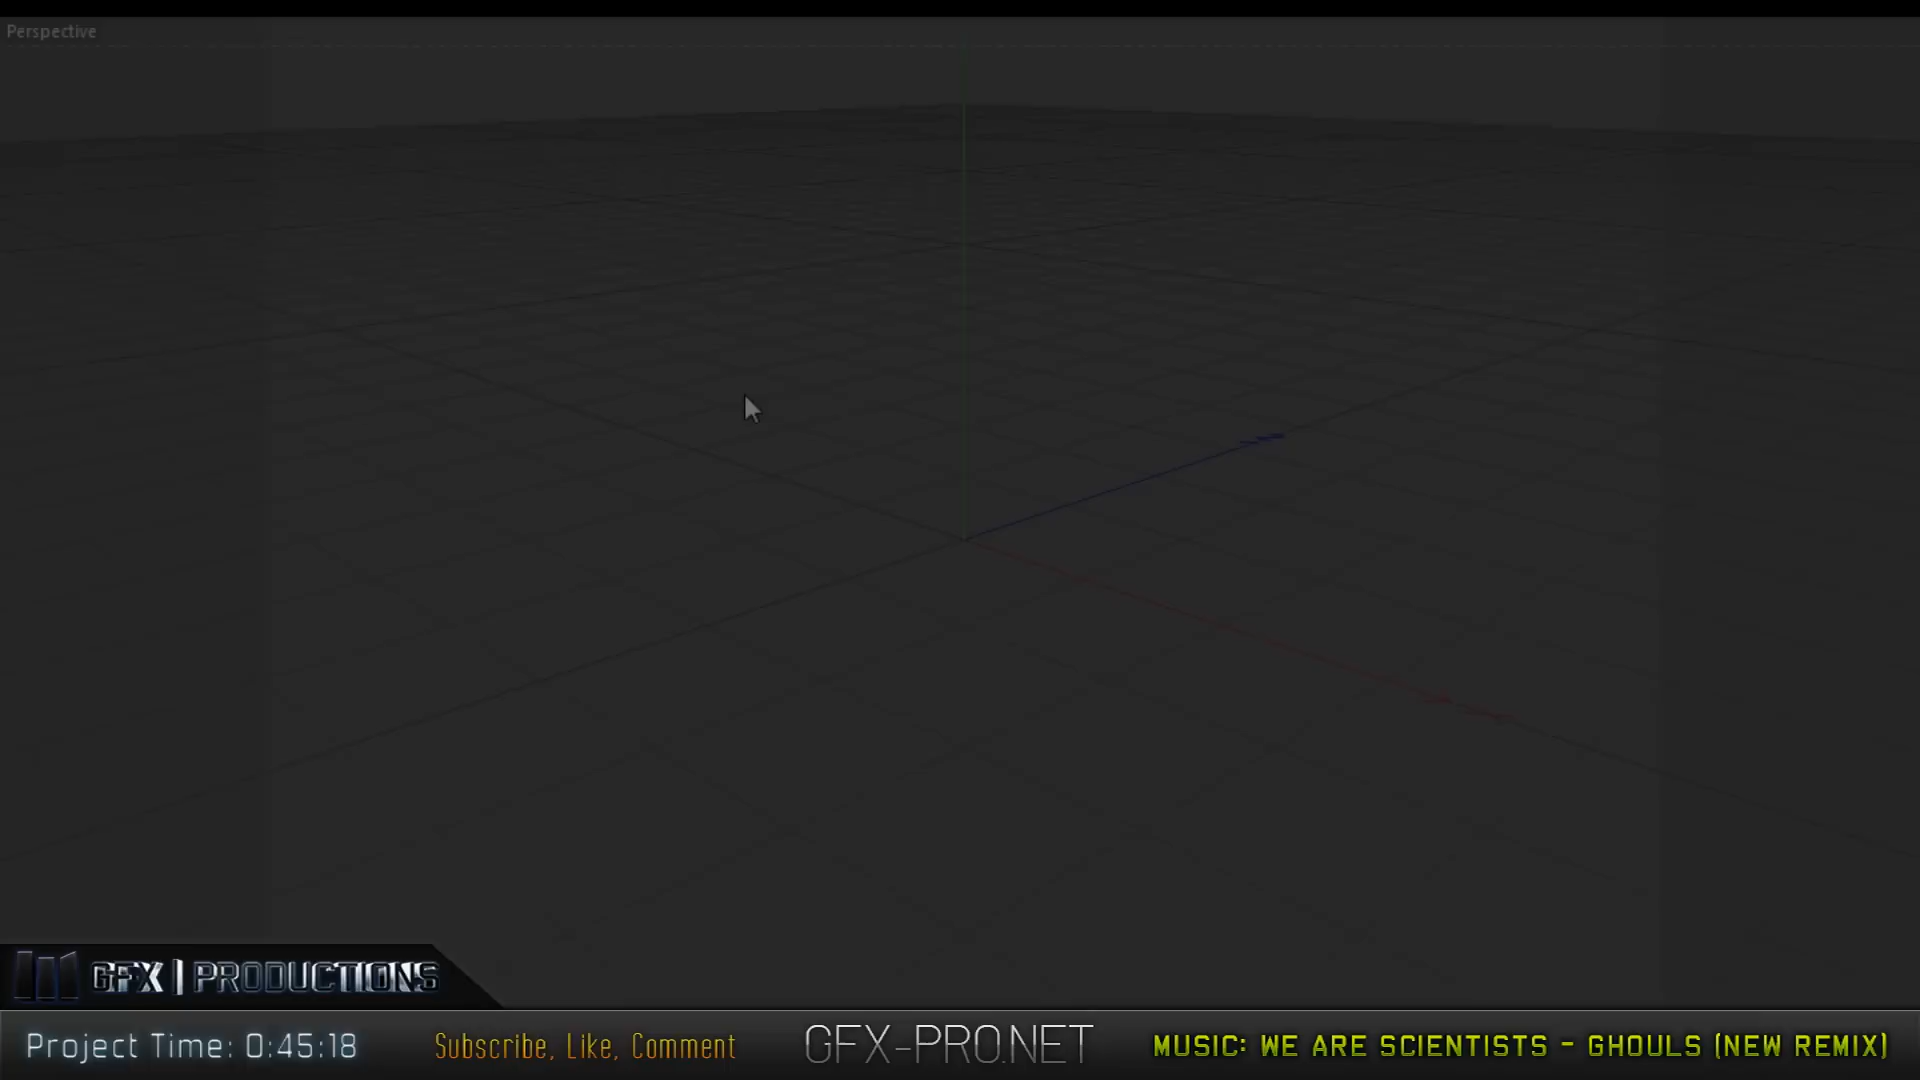 Perspective
GFX | PRODUCTIONS
Project Time: 0:45:18
Subscribe, Like, Comment
GFX-PRO.NET
MUSIC: WE ARE SCIENTISTS - GHOULS (NEW REMIX)